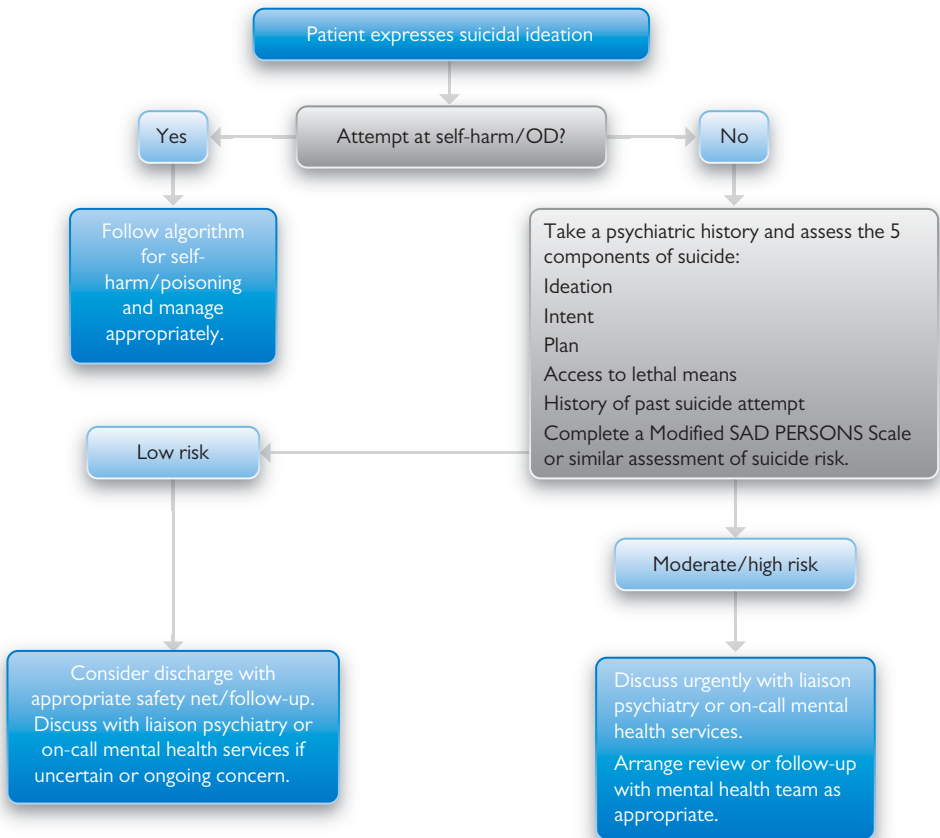 Patient expresses suicidal ideation
Attempt at self-harm/OD?
Yes
No
Follow algorithm
for self-
harm/poisoning
and manage
appropriately.
Take a psychiatric history and assess the 5
components of suicide:
Ideation
Intent
Plan
Access to lethal means
History of past suicide attempt
Complete a Modified SAD PERSONS Scale
or similar assessment of suicide risk.
Low risk
Moderate/high risk
Consider discharge with
appropriate safety net/follow-up.
Discuss with liaison psychiatry or
on-call mental health services if
uncertain or ongoing concern.
Discuss urgently with liaison
psychiatry or on-call mental
health services.
Arrange review or follow-up
with mental health team as
appropriate.